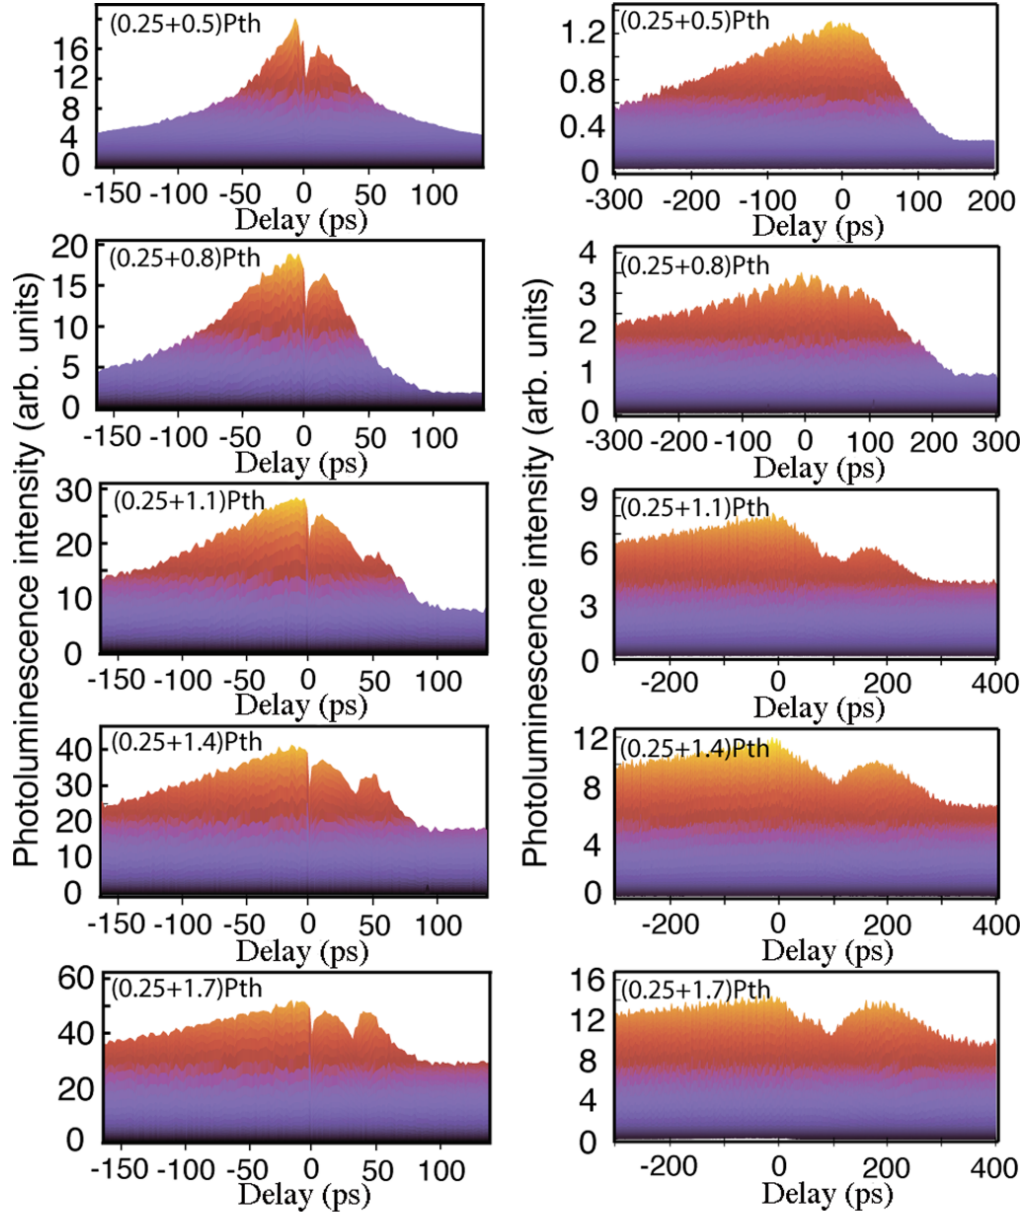 Photoluminescence intensity (arb. units)
(0.25+0.5)Pth
16
12
8
4
0
-150 -100 -50 0 50 100
Delay (ps)
(0.25+0.8)Pth
20
15
10
5
0
-150 -100 -50 0 50 100
Delay (ps)
(0.25+1.1)Pth
30
20
10
0
-150 -100 -50 0 50 100
Delay (ps)
(0.25+1.4)Pth
40
30
20
10
0
-150 -100 -50 0 50 100
Delay (ps)
(0.25+1.7)Pth
60
40
20
0
-150 -100 -50 0 50 100
Delay (ps)
Photoluminescence intensity (arb. units)
(0.25+0.5)Pth
1.2
0.8
0.4
0
-300 -200 -100 0 100 200
Delay (ps)
(0.25+0.8)Pth
4
3
2
1
0
-300 -200 -100 0 100 200 300
Delay (ps)
(0.25+1.1)Pth
9
6
3
0
-200 0 200 400
Delay (ps)
(0.25+1.4)Pth
12
8
4
0
-200 0 200 400
Delay (ps)
(0.25+1.7)Pth
16
12
8
4
0
-200 0 200 400
Delay (ps)